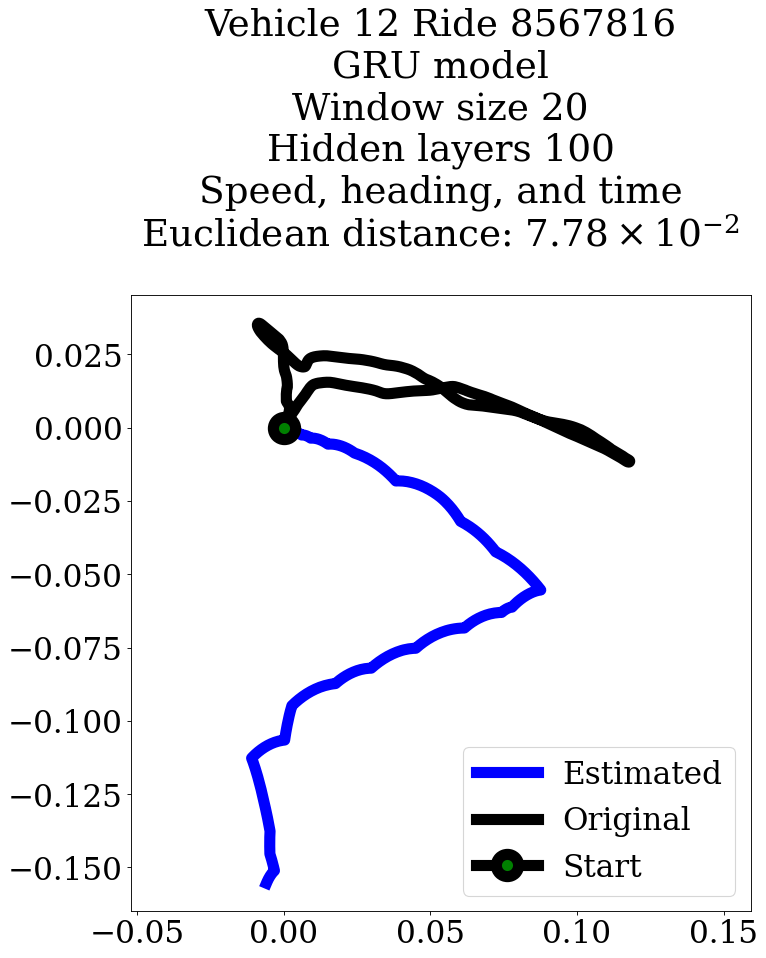 Vehicle 12 Ride 8567816
GRU model
Window size 20
Hidden layers 100
Speed, heading, and time
Euclidean distance: 7.78 × 10⁻²
0.025
0.000
−0.025
−0.050
−0.075
−0.100
−0.125
−0.150
Estimated
Original
Start
−0.05 0.00 0.05 0.10 0.15